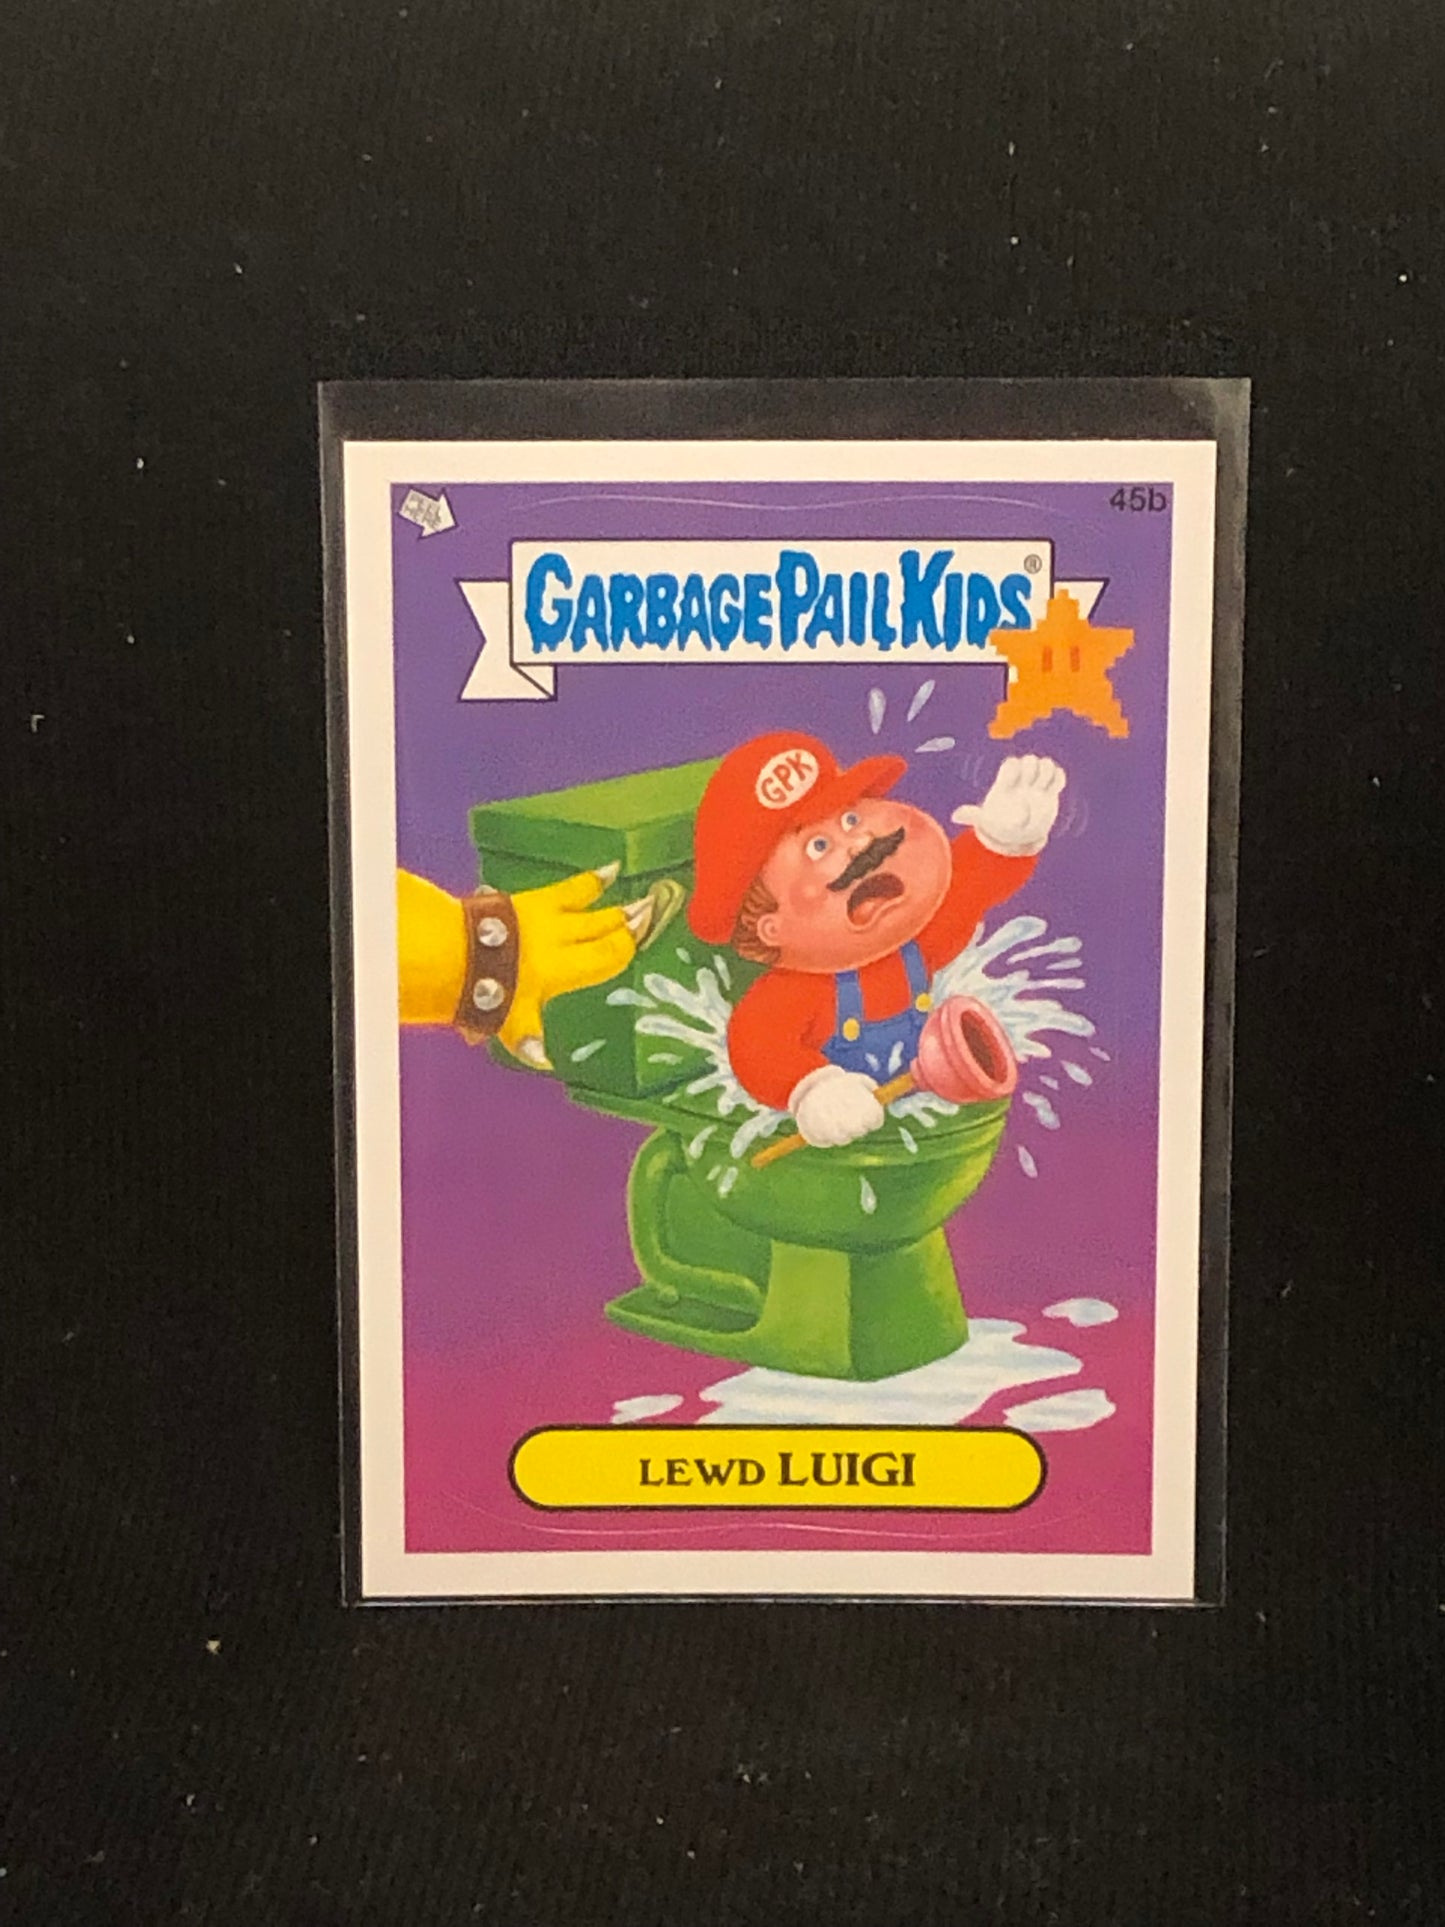 45b
GARBAGE PAIL KIDS®
GPK
LEWD LUIGI